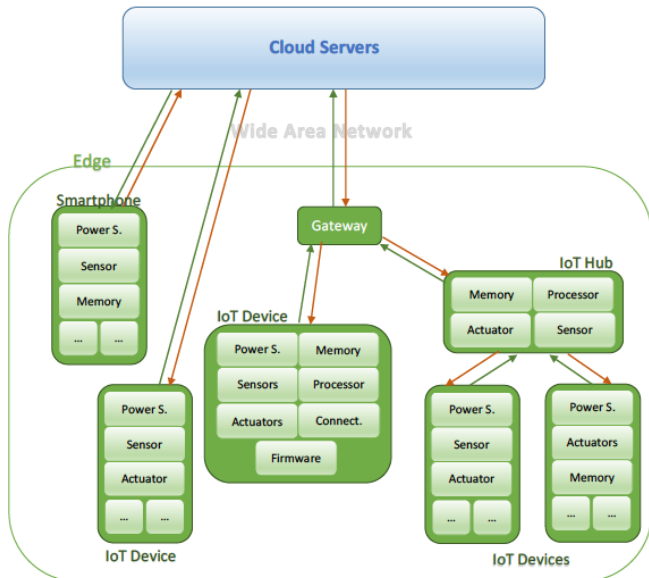 Cloud Servers
Wide Area Network
Edge
Smartphone
Power S.
Sensor
Memory
... ...
Gateway
IoT Hub
Memory Processor
Actuator Sensor
IoT Device
Power S. Memory
Sensors Processor
Actuators Connect.
Firmware
Power S.
Sensor
Actuator
... ...
IoT Device
Power S.
Sensor
Actuator
... ...
Power S.
Actuators
Memory
... ...
IoT Devices